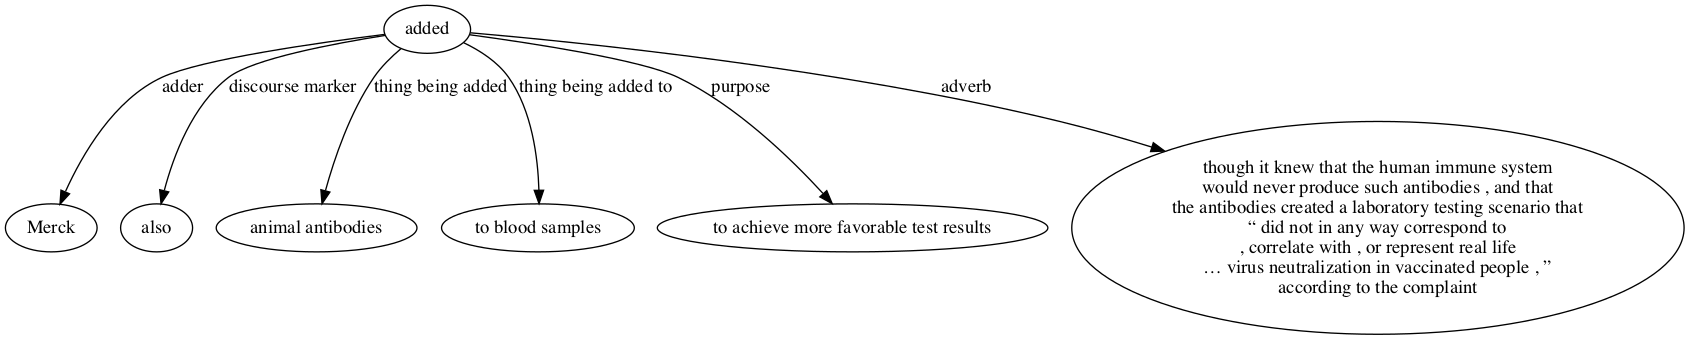 added
adder
discourse marker
thing being added
thing being added to
purpose
adverb
Merck
also
animal antibodies
to blood samples
to achieve more favorable test results
though it knew that the human immune system
would never produce such antibodies , and that
the antibodies created a laboratory testing scenario that
“ did not in any way correspond to
, correlate with , or represent real life
… virus neutralization in vaccinated people , ”
according to the complaint